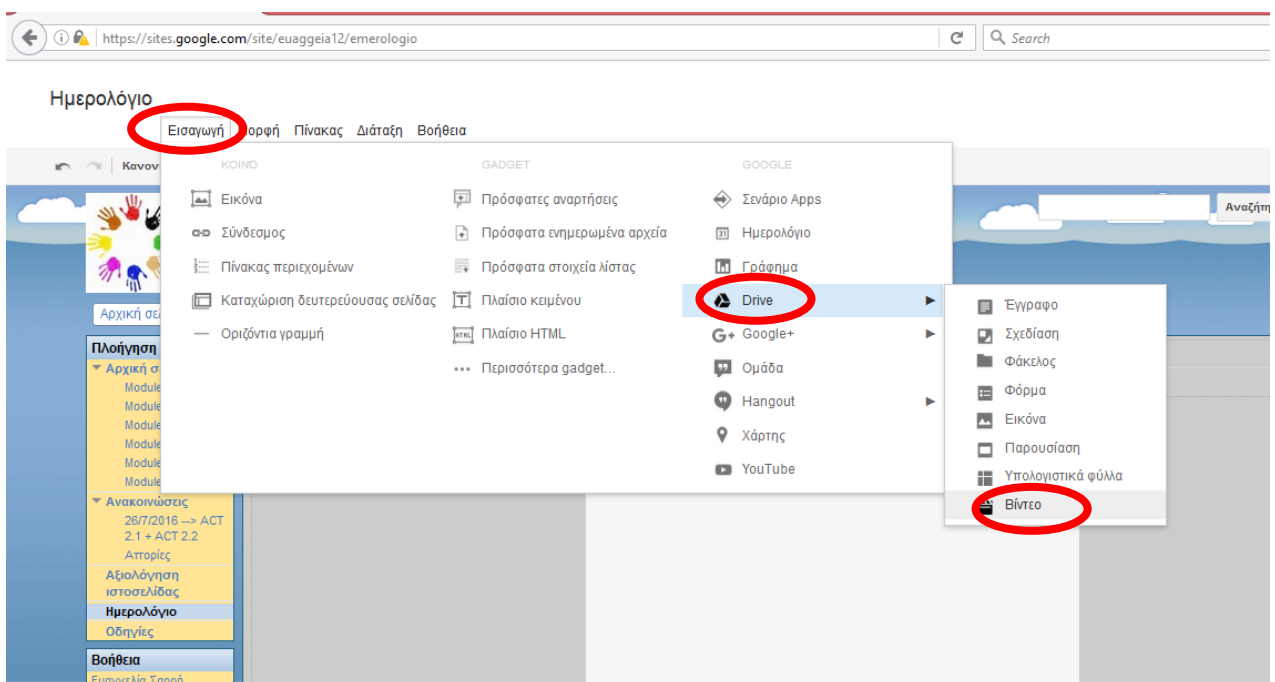 https://sites.google.com/site/euaggeia12/emerologio
Search
Ημερολόγιο
Εισαγωγή ορφή Πίνακας Διάταξη Βοήθεια
Κανον
ΚΟΙΝΌ
Εικόνα
Σύνδεσμος
Πίνακας περιεχομένων
Καταχώριση δευτερεύουσας σελίδας
Οριζόντια γραμμή
GADGET
Πρόσφατες αναρτήσεις
Πρόσφατα ενημερωμένα αρχεία
Πρόσφατα στοιχεία λίστας
Πλαίσιο κειμένου
Πλαίσιο HTML
Περισσότερα gadget...
GOOGLE
Σενάριο Apps
Ημερολόγιο
Γράφημα
Drive
Google+
Ομάδα
Hangout
Χάρτης
YouTube
Έγγραφο
Σχεδίαση
Φάκελος
Φόρμα
Εικόνα
Παρουσίαση
Υπολογιστικά φύλλα
Βίντεο
Αναζήτη
Αρχική σε
Πλοήγηση
Αρχική σ
Module
Module
Module
Module
Module
Module
Ανακοινώσεις
26/7/2016 --> ACT
2.1 + ACT 2.2
Απορίες
Αξιολόγηση
ιστοσελίδας
Ημερολόγιο
Οδηγίες
Βοήθεια
Ευαγγελία Σαρρή